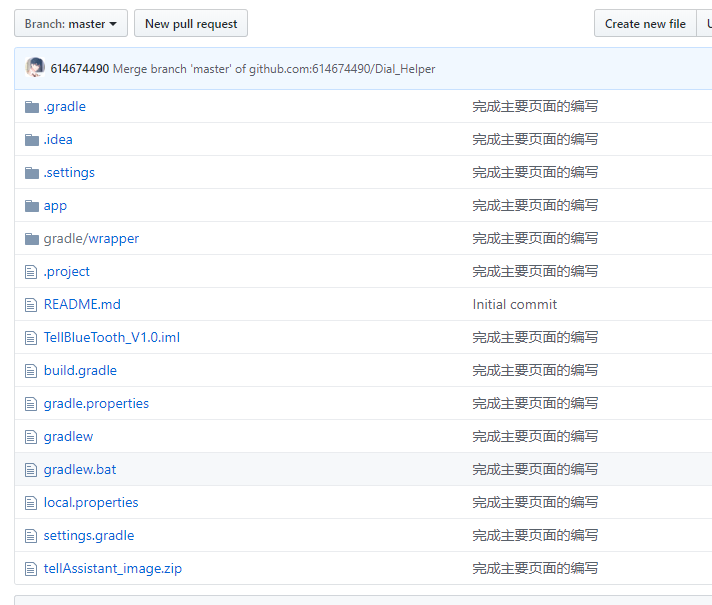 Branch: master New pull request Create new file
614674490 Merge branch 'master' of github.com:614674490/Dial_Helper
.gradle 完成主要页面的编写
.idea 完成主要页面的编写
.settings 完成主要页面的编写
app 完成主要页面的编写
gradle/wrapper 完成主要页面的编写
.project 完成主要页面的编写
README.md Initial commit
TellBlueTooth_V1.0.iml 完成主要页面的编写
build.gradle 完成主要页面的编写
gradle.properties 完成主要页面的编写
gradlew 完成主要页面的编写
gradlew.bat 完成主要页面的编写
local.properties 完成主要页面的编写
settings.gradle 完成主要页面的编写
tellAssistant_image.zip 完成主要页面的编写